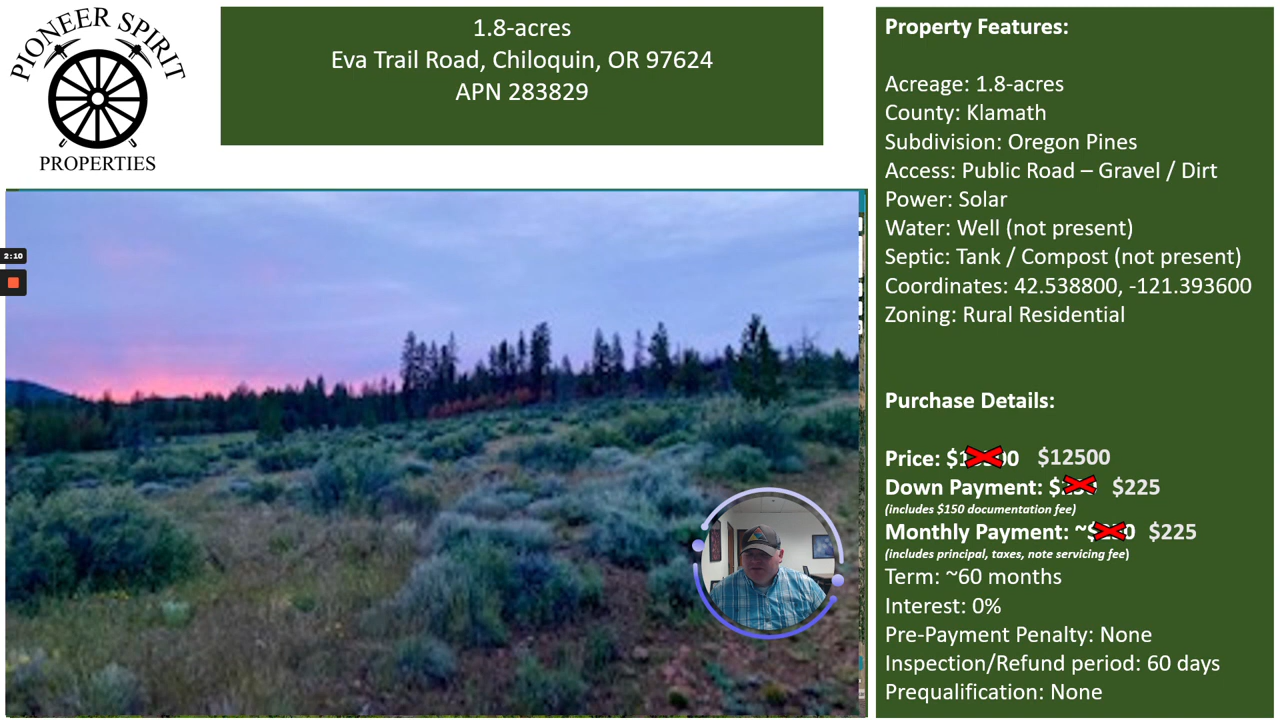 PIONEER SPIRIT
PROPERTIES
1.8-acres
Eva Trail Road, Chiloquin, OR 97624
APN 283829
2:10
Property Features:
Acreage: 1.8-acres
County: Klamath
Subdivision: Oregon Pines
Access: Public Road – Gravel / Dirt
Power: Solar
Water: Well (not present)
Septic: Tank / Compost (not present)
Coordinates: 42.538800, -121.393600
Zoning: Rural Residential
Purchase Details:
Price: $12500
Down Payment: $225
(includes $150 documentation fee)
Monthly Payment: $225
(includes principal, taxes, note servicing fee)
Term: ~60 months
Interest: 0%
Pre-Payment Penalty: None
Inspection/Refund period: 60 days
Prequalification: None